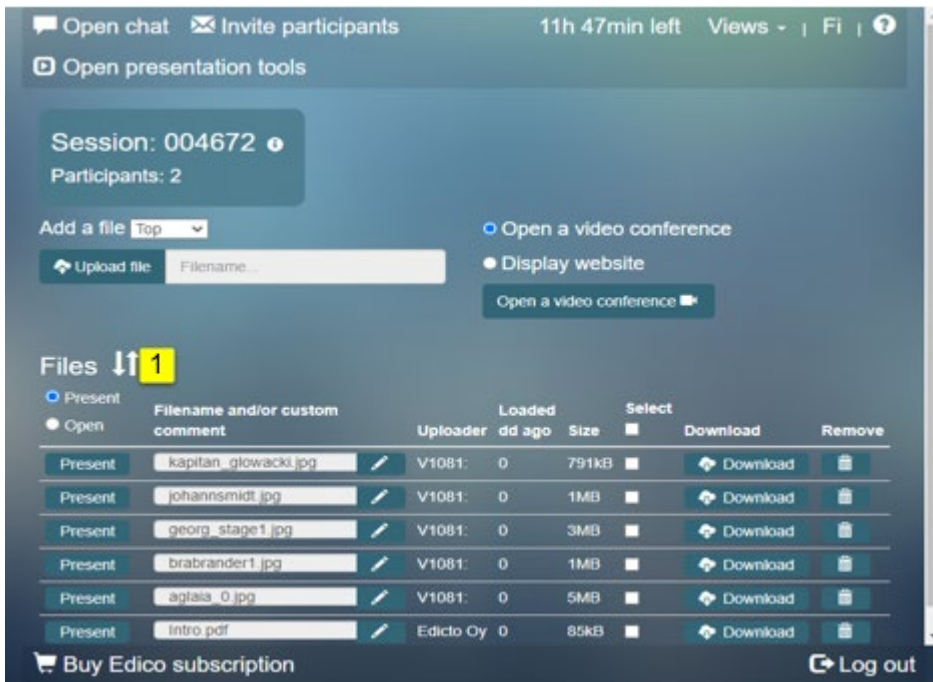 Open chat Invite participants 11h 47min left Views Fi
Open presentation tools
Session: 004672
Participants: 2
Add a file Top
Upload file Filename...
Open a video conference
Display website
Open a video conference
Files 1
Present
Open
Filename and/or custom comment Uploader Loaded dd ago Size Select Download Remove
Present kapitan_glowacki.jpg V1081: 0 791kB Download
Present johannsmidt.jpg V1081: 0 1MB Download
Present georg_stage1.jpg V1081: 0 3MB Download
Present brabrander1.jpg V1081: 0 1MB Download
Present aglaia_0.jpg V1081: 0 5MB Download
Present Intro.pdf Edicto Oy 0 85kB Download
Buy Edico subscription Log out